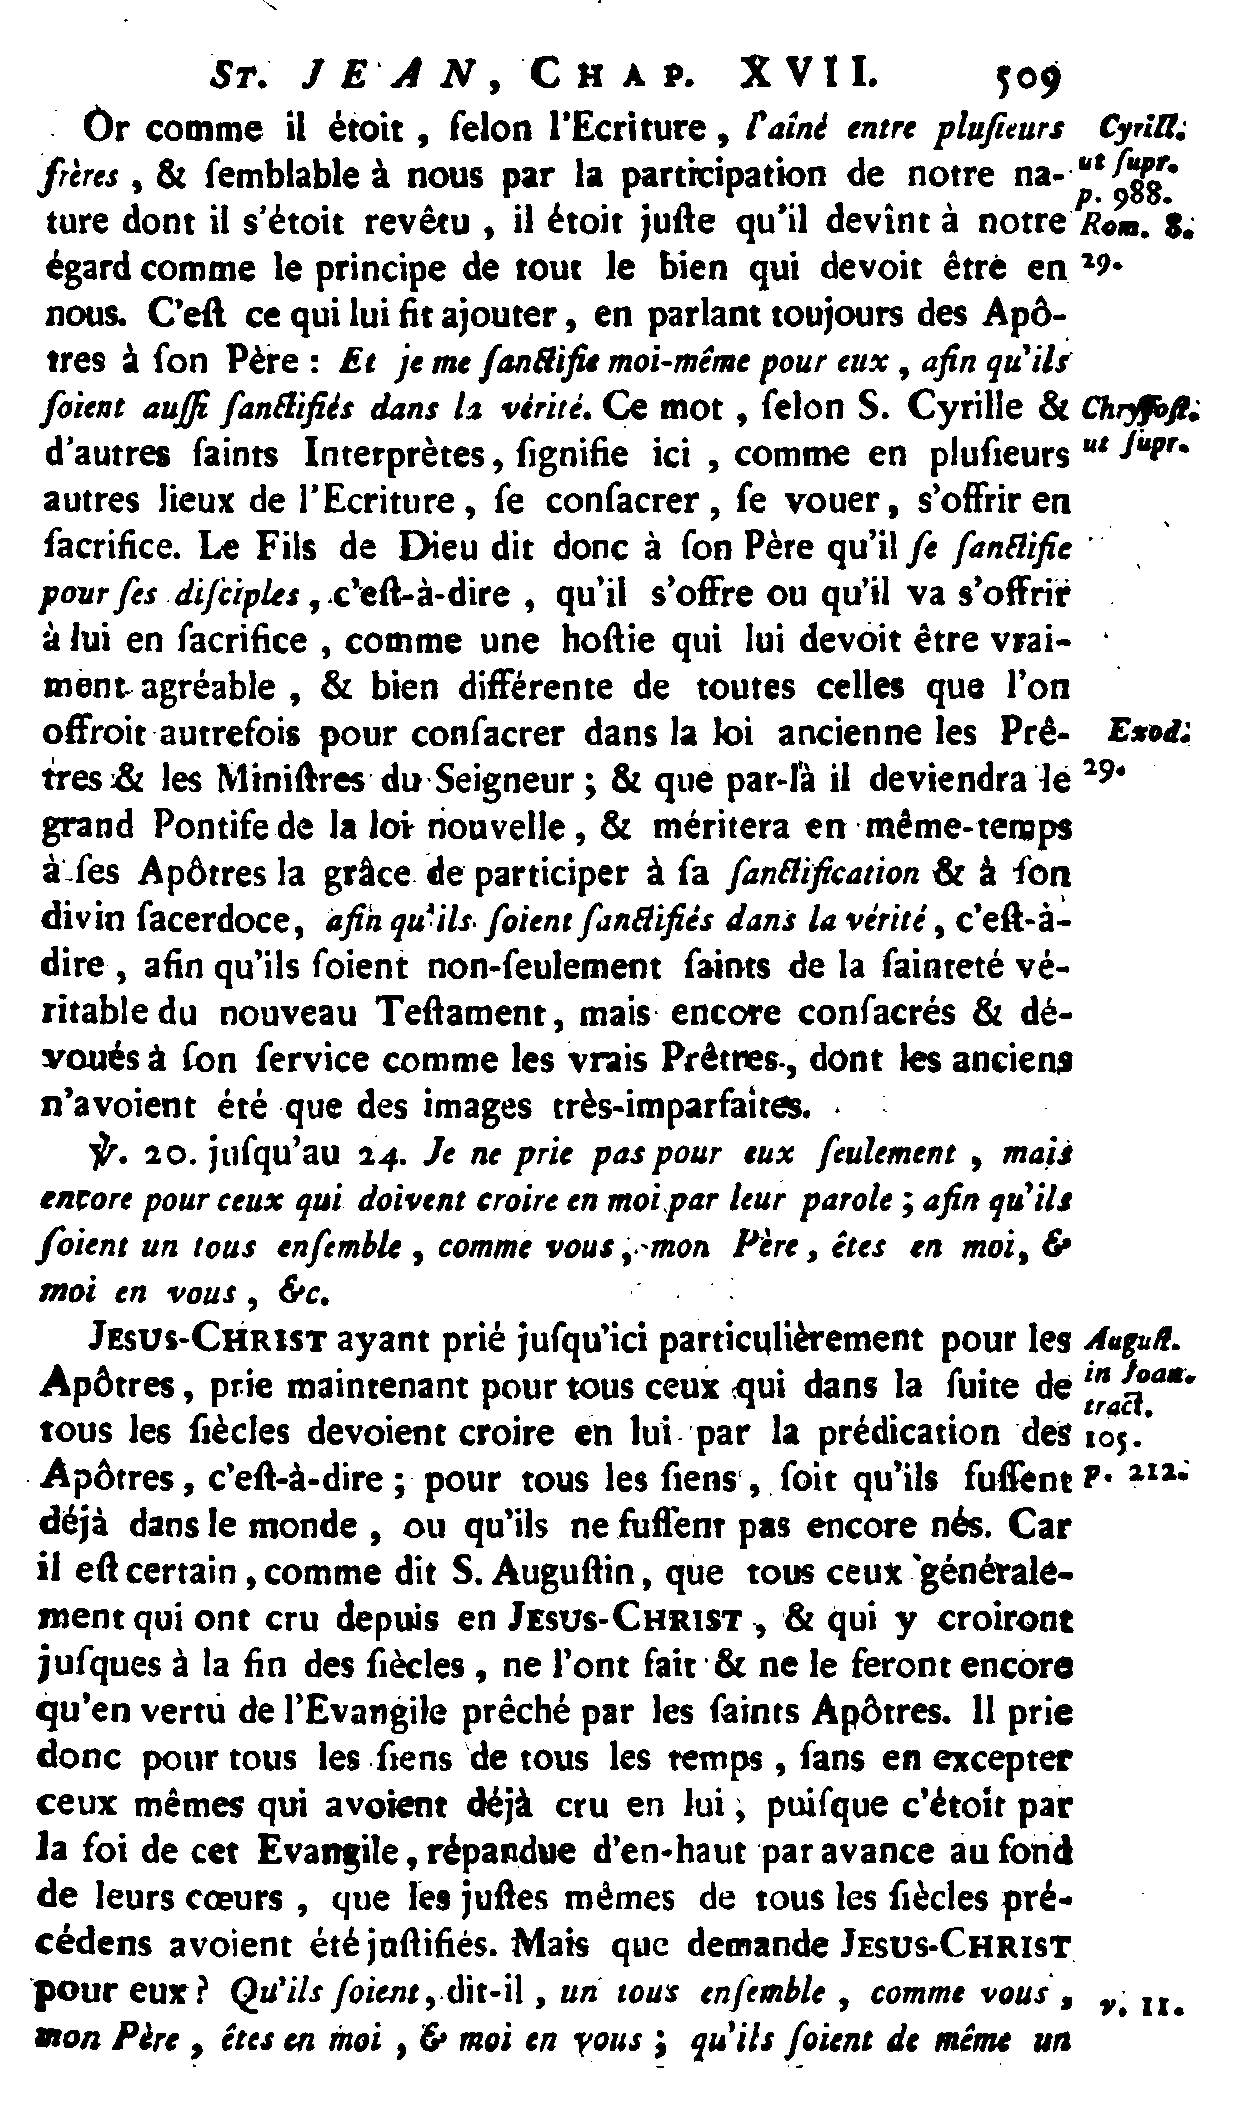 ST. JEAN, CHAP. XVII. 509
Or comme il étoit, ſelon l'Ecriture, l'aîné entre pluſieurs Cyrill.
frères, & ſemblable à nous par la participation de notre na- ut ſupr.
p. 988.
ture dont il s'étoit revêtu, il étoit juſte qu'il devînt à notre Rom. 8.
égard comme le principe de tout le bien qui devoit être en 29.
nous. C'eſt ce qui lui fit ajouter, en parlant toujours des Apô-
tres à ſon Père : Et je me ſanctifie moi-même pour eux, afin qu'ils
ſoient auſſi ſanctifiés dans la vérité. Ce mot, ſelon S. Cyrille & Chryſoſt.
d'autres ſaints Interprètes, ſignifie ici, comme en pluſieurs ut ſupr.
autres lieux de l'Ecriture, ſe conſacrer, ſe vouer, s'offrir en
ſacrifice. Le Fils de Dieu dit donc à ſon Père qu'il ſe ſanctifie
pour ſes diſciples, c'eſt-à-dire, qu'il s'offre ou qu'il va s'offrir
à lui en ſacrifice, comme une hoſtie qui lui devoit être vrai-
ment agréable, & bien différente de toutes celles que l'on
offroit autrefois pour conſacrer dans la loi ancienne les Prê- Exod.
tres & les Miniſtres du Seigneur ; & que par-là il deviendra le 29.
grand Pontife de la loi nouvelle, & méritera en même-temps
à ſes Apôtres la grâce de participer à ſa ſanctification & à ſon
divin ſacerdoce, afin qu'ils ſoient ſanctifiés dans la vérité, c'eſt-à-
dire, afin qu'ils ſoient non-ſeulement ſaints de la ſainteté vé-
ritable du nouveau Teſtament, mais encore conſacrés & dé-
voués à ſon ſervice comme les vrais Prêtres, dont les anciens
n'avoient été que des images très-imparfaites.
℣. 20. juſqu'au 24. Je ne prie pas pour eux ſeulement, mais
encore pour ceux qui doivent croire en moi par leur parole ; afin qu'ils
ſoient un tous enſemble, comme vous, mon Père, êtes en moi, &
moi en vous, &c.
JESUS-CHRIST ayant prié juſqu'ici particulièrement pour les Auguſt.
Apôtres, prie maintenant pour tous ceux qui dans la ſuite de in Joan.
tract.
tous les ſiècles devoient croire en lui par la prédication des 105.
Apôtres, c'eſt-à-dire ; pour tous les ſiens, ſoit qu'ils fuſſent p. 212.
déjà dans le monde, ou qu'ils ne fuſſent pas encore nés. Car
il eſt certain, comme dit S. Auguſtin, que tous ceux générale-
ment qui ont cru depuis en JESUS-CHRIST, & qui y croiront
juſques à la fin des ſiècles, ne l'ont fait & ne le feront encore
qu'en vertu de l'Evangile prêché par les ſaints Apôtres. Il prie
donc pour tous les ſiens de tous les temps, ſans en excepter
ceux mêmes qui avoient déjà cru en lui, puiſque c'étoit par
la foi de cet Evangile, répandue d'en-haut par avance au fond
de leurs cœurs, que les juſtes mêmes de tous les ſiècles pré-
cédens avoient été juſtifiés. Mais que demande JESUS-CHRIST
pour eux ? Qu'ils ſoient, dit-il, un tous enſemble, comme vous, v. 11.
mon Père, êtes en moi, & moi en vous ; qu'ils ſoient de même un